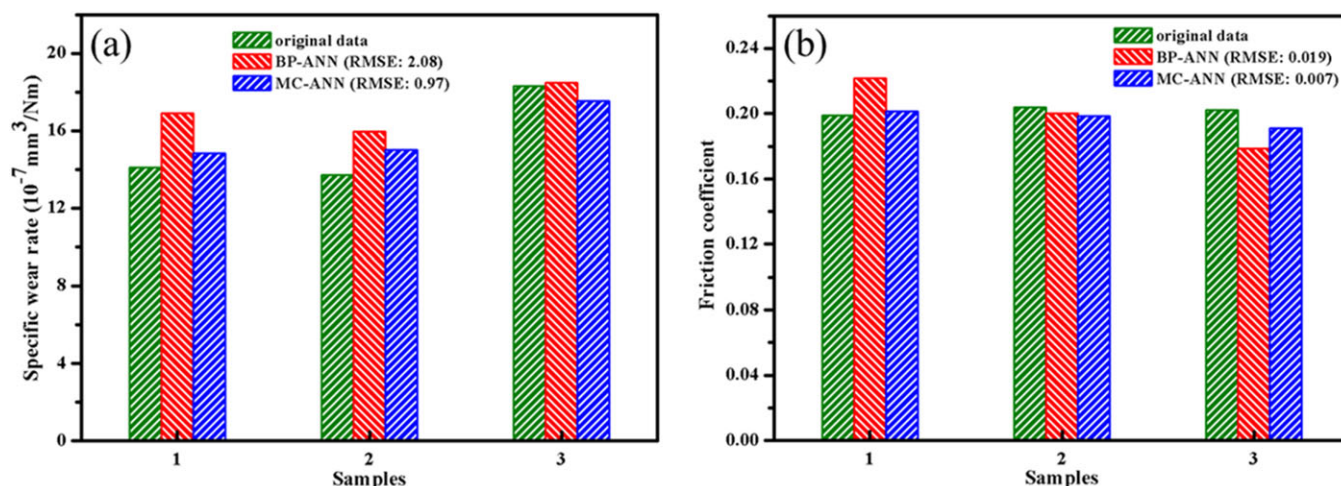 (a)
original data
BP-ANN (RMSE: 2.08)
MC-ANN (RMSE: 0.97)
Specific wear rate (10⁻⁷ mm³/Nm)
20
16
12
8
4
0
1 2 3
Samples
(b)
original data
BP-ANN (RMSE: 0.019)
MC-ANN (RMSE: 0.007)
Friction coefficient
0.24
0.20
0.16
0.12
0.08
0.04
0.00
1 2 3
Samples